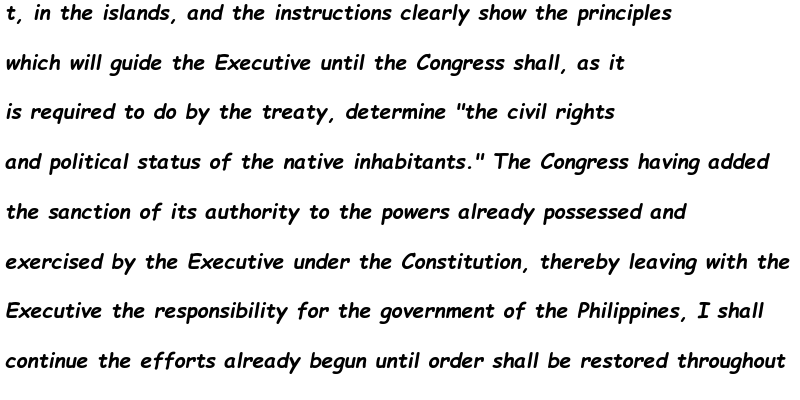 t, in the islands, and the instructions clearly show the principles
which will guide the Executive until the Congress shall, as it
is required to do by the treaty, determine "the civil rights
and political status of the native inhabitants." The Congress having added
the sanction of its authority to the powers already possessed and
exercised by the Executive under the Constitution, thereby leaving with the
Executive the responsibility for the government of the Philippines, I shall
continue the efforts already begun until order shall be restored throughout